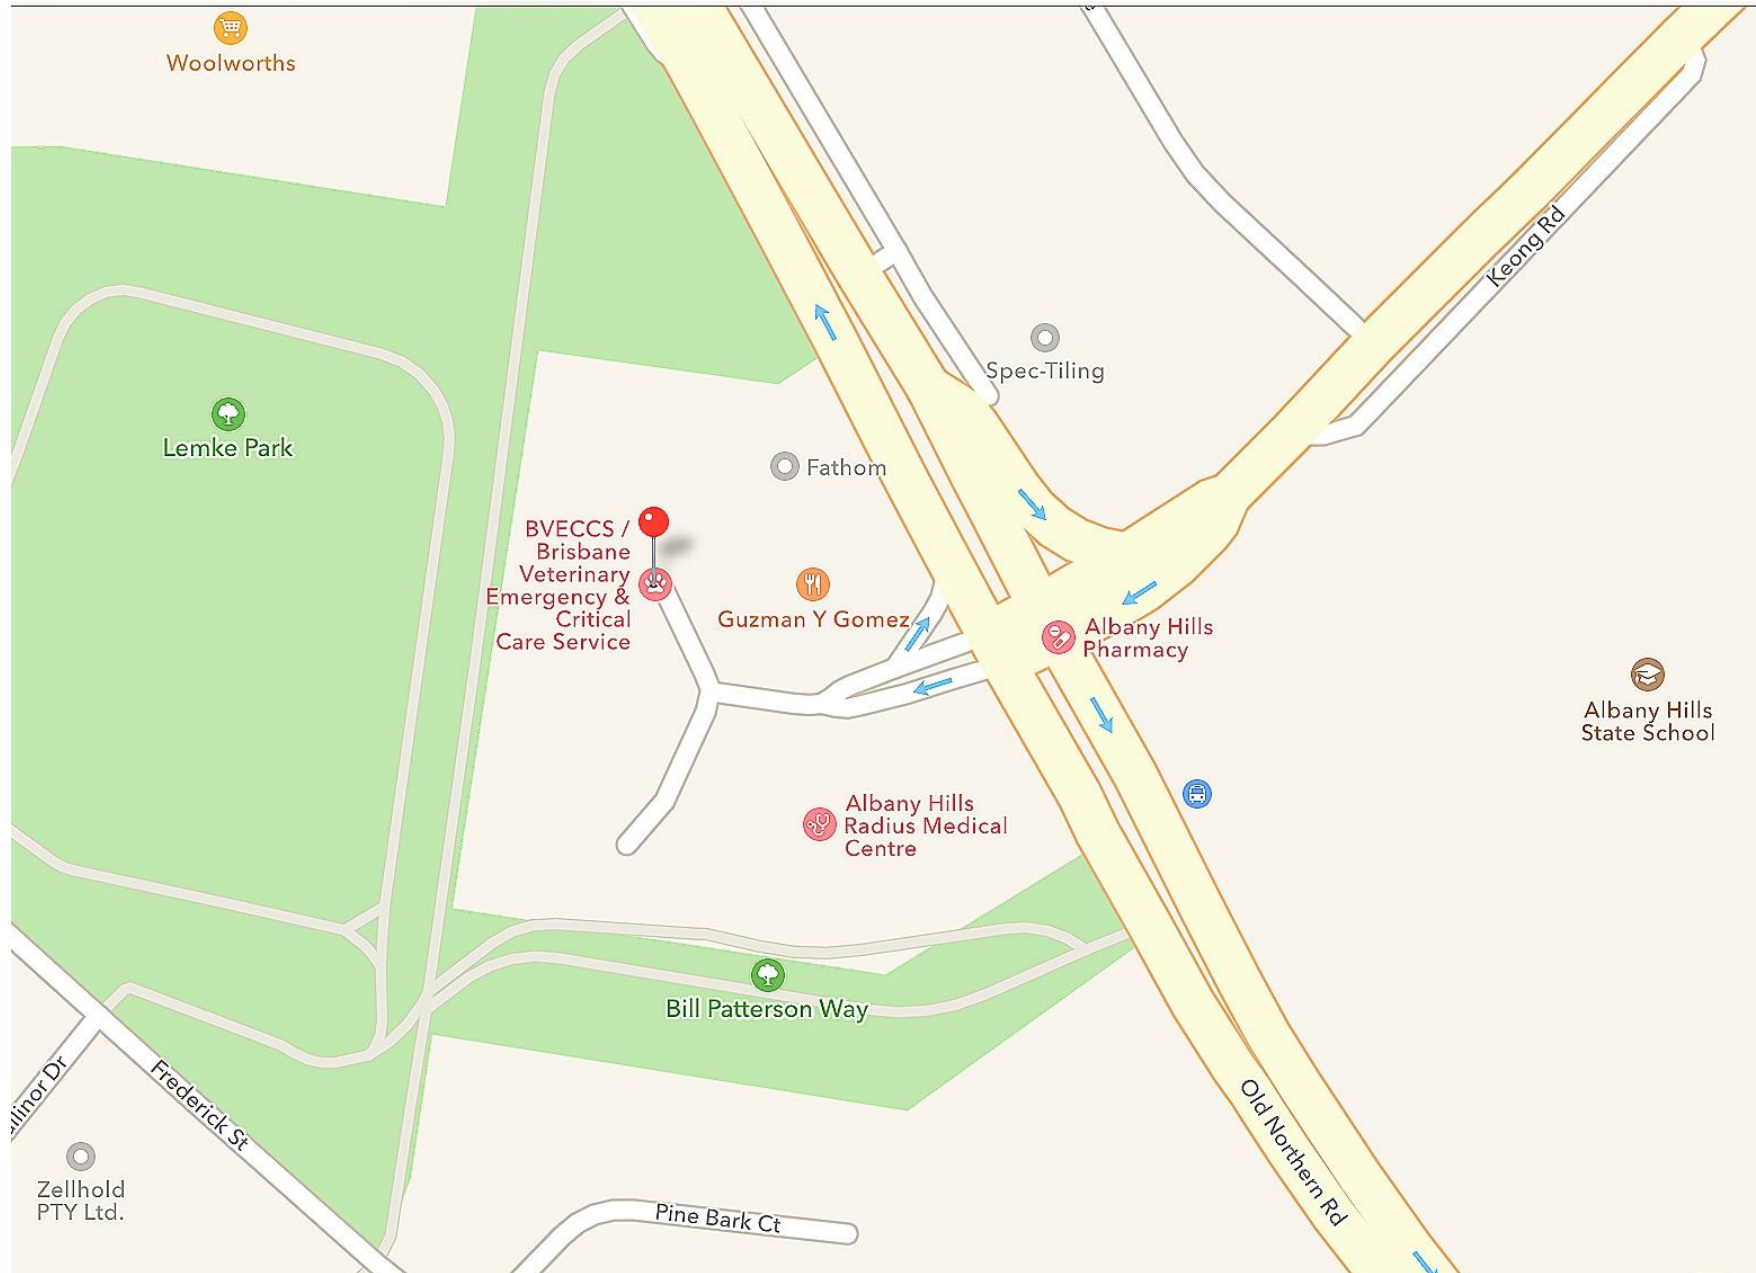 Woolworths
Keong Rd
Spec-Tiling
Lemke Park
Fathom
BVECCS /
Brisbane
Veterinary
Emergency &
Critical
Care Service
Guzman Y Gomez
Albany Hills
Pharmacy
Albany Hills
State School
Albany Hills
Radius Medical
Centre
Bill Patterson Way
Old Northern Rd
Dr
Frederick St
Zellhold
PTY Ltd.
Pine Bark Ct